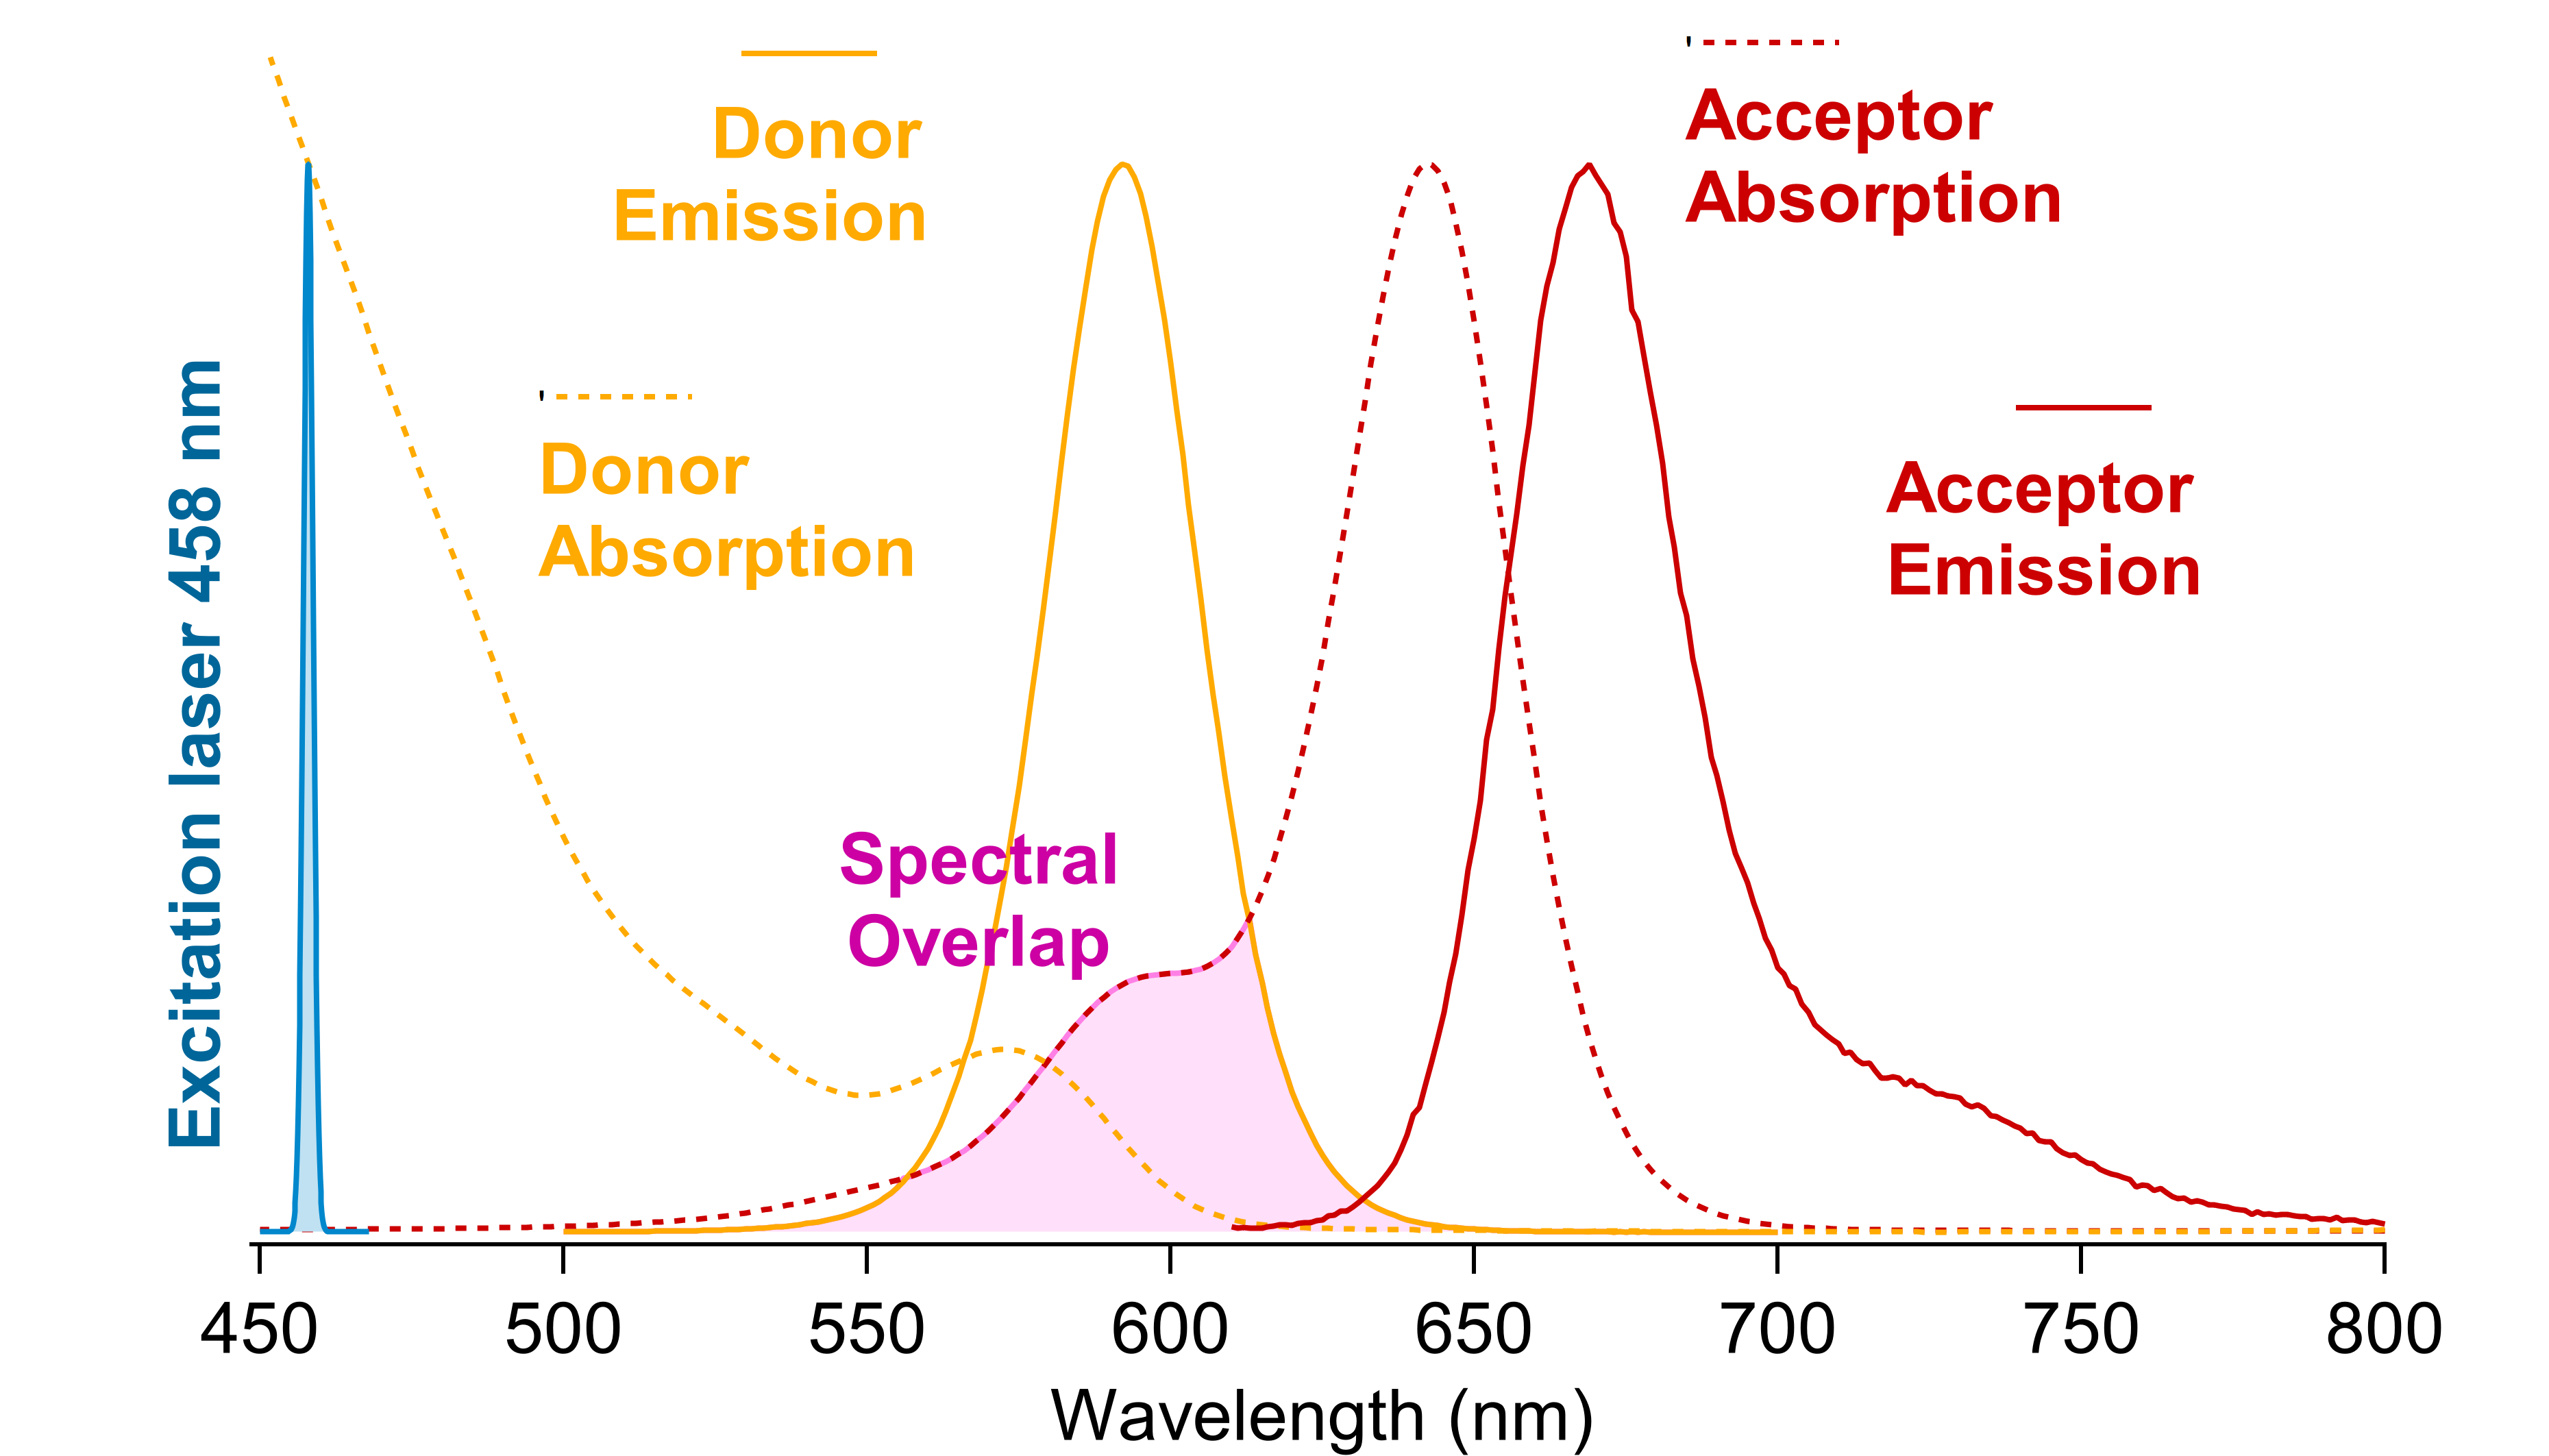 Donor
Emission
Acceptor
Absorption
Donor
Absorption
Acceptor
Emission
Excitation laser 458 nm
Spectral
Overlap
450 500 550 600 650 700 750 800
Wavelength (nm)